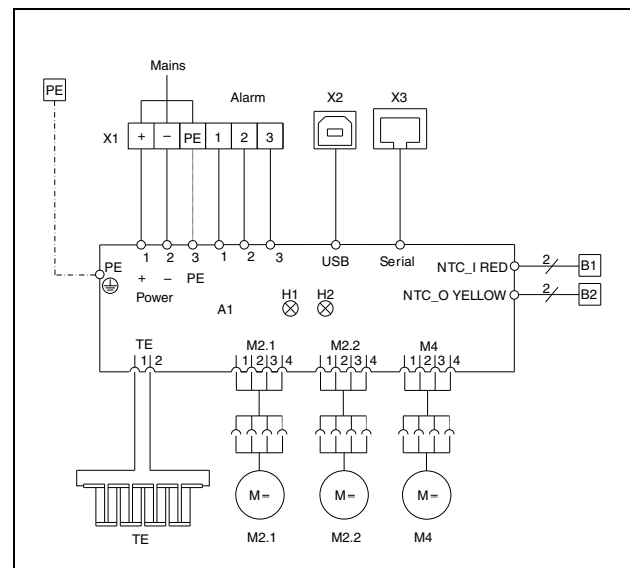 Mains
PE
Alarm
X2
X3
X1
+ – PE 1 2 3
1 2 3 1 2 3
USB
Serial
PE
+ – PE
Power
NTC_I RED
2
B1
NTC_O YELLOW
2
B2
A1
H1
H2
TE
M2.1
M2.2
M4
1 2
1 2 3 4
1 2 3 4
1 2 3 4
M=
M=
M=
TE
M2.1
M2.2
M4